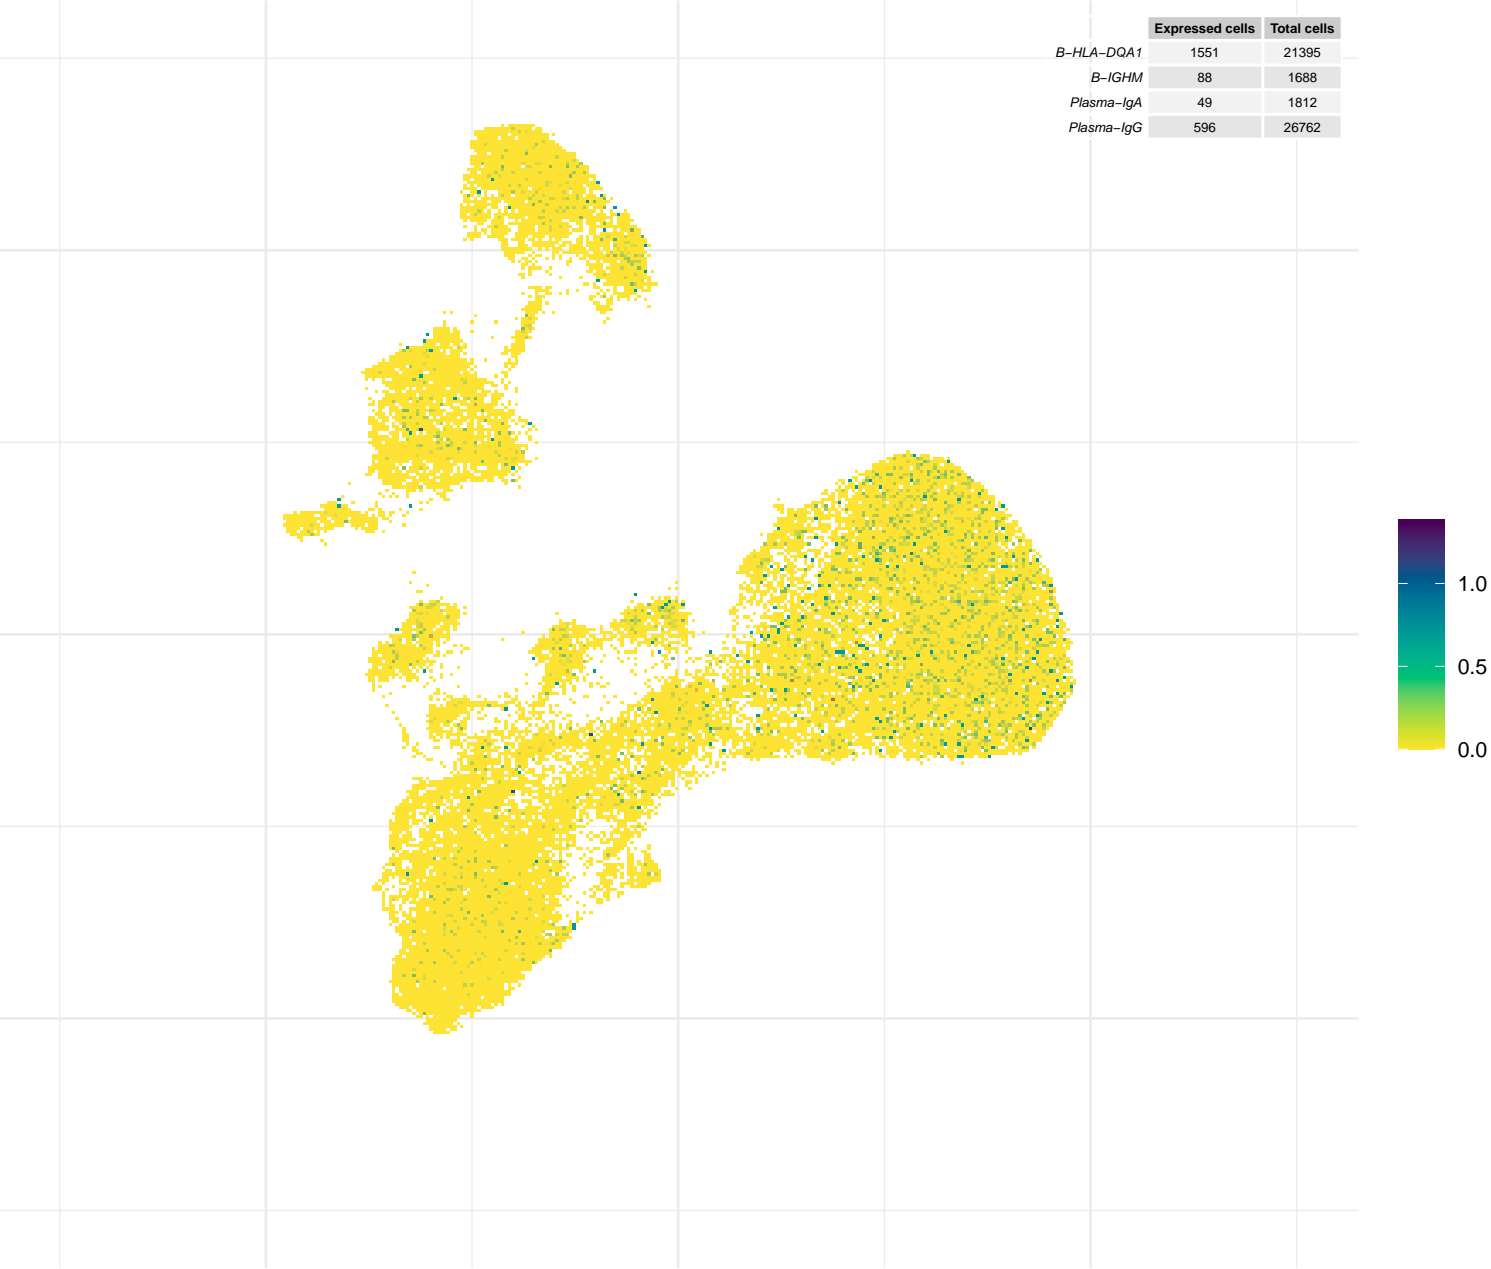 Expressed cells Total cells
B−HLA−DQA1 1551 21395
B−IGHM 88 1688
Plasma−IgA 49 1812
Plasma−IgG 596 26762
1.0
0.5
0.0